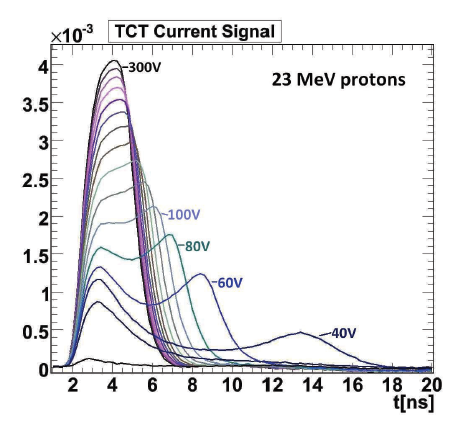 TCT Current Signal
×10⁻³
4
3.5
3
2.5
2
1.5
1
0.5
0
-300V
23 MeV protons
-100V
-80V
-60V
-40V
2 4 6 8 10 12 14 16 18 20
t[ns]